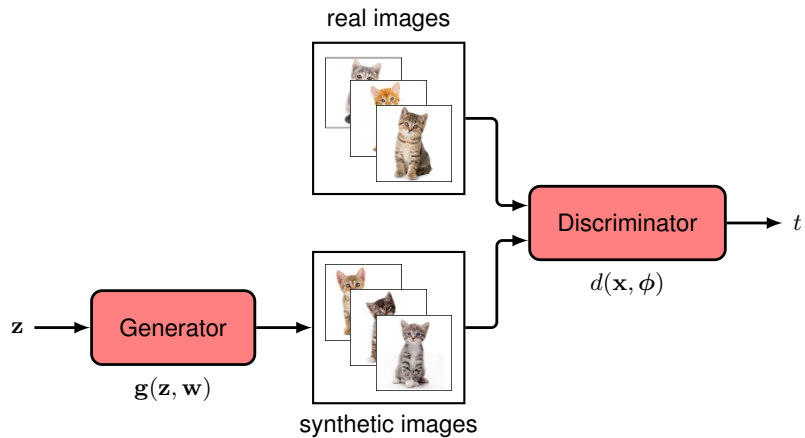 real images
Discriminator
t
d(x, ϕ)
z
Generator
g(z, w)
synthetic images